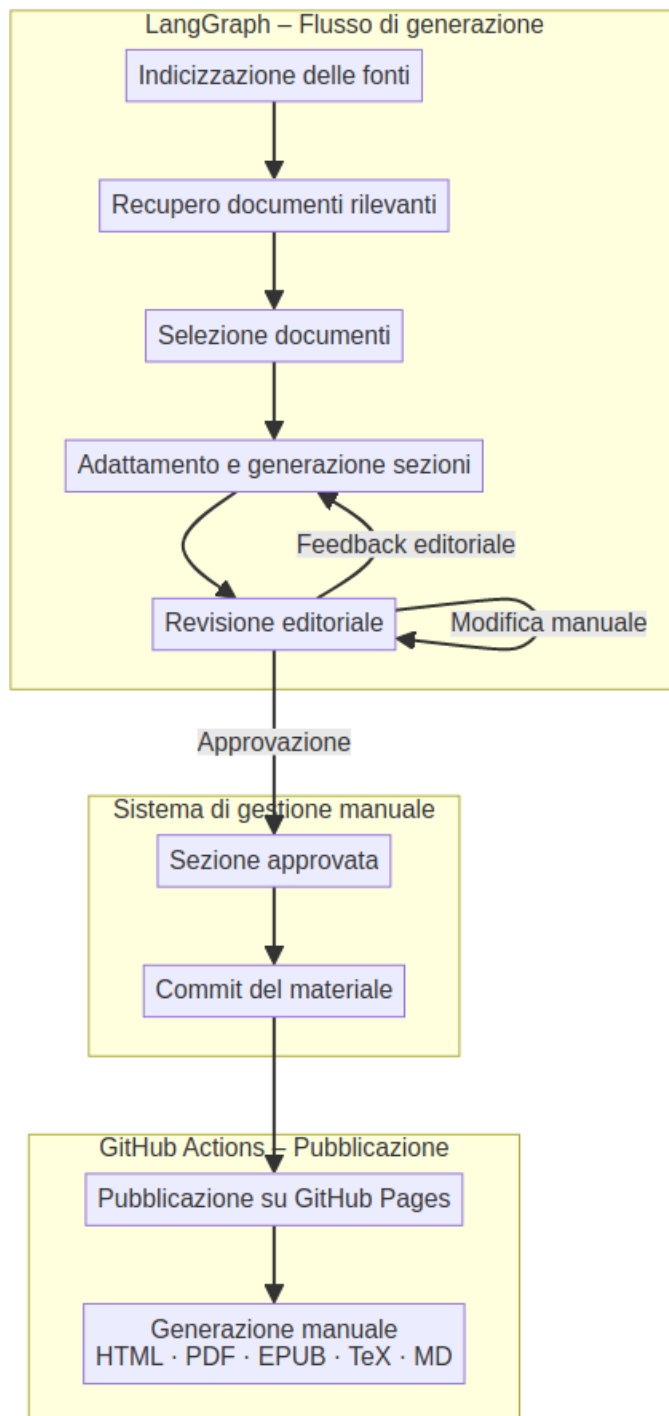 LangGraph – Flusso di generazione
Indicizzazione delle fonti
Recupero documenti rilevanti
Selezione documenti
Adattamento e generazione sezioni
Feedback editoriale
Revisione editoriale
Modifica manuale
Approvazione
Sistema di gestione manuale
Sezione approvata
Commit del materiale
GitHub Actions – Pubblicazione
Pubblicazione su GitHub Pages
Generazione manuale
HTML · PDF · EPUB · TeX · MD